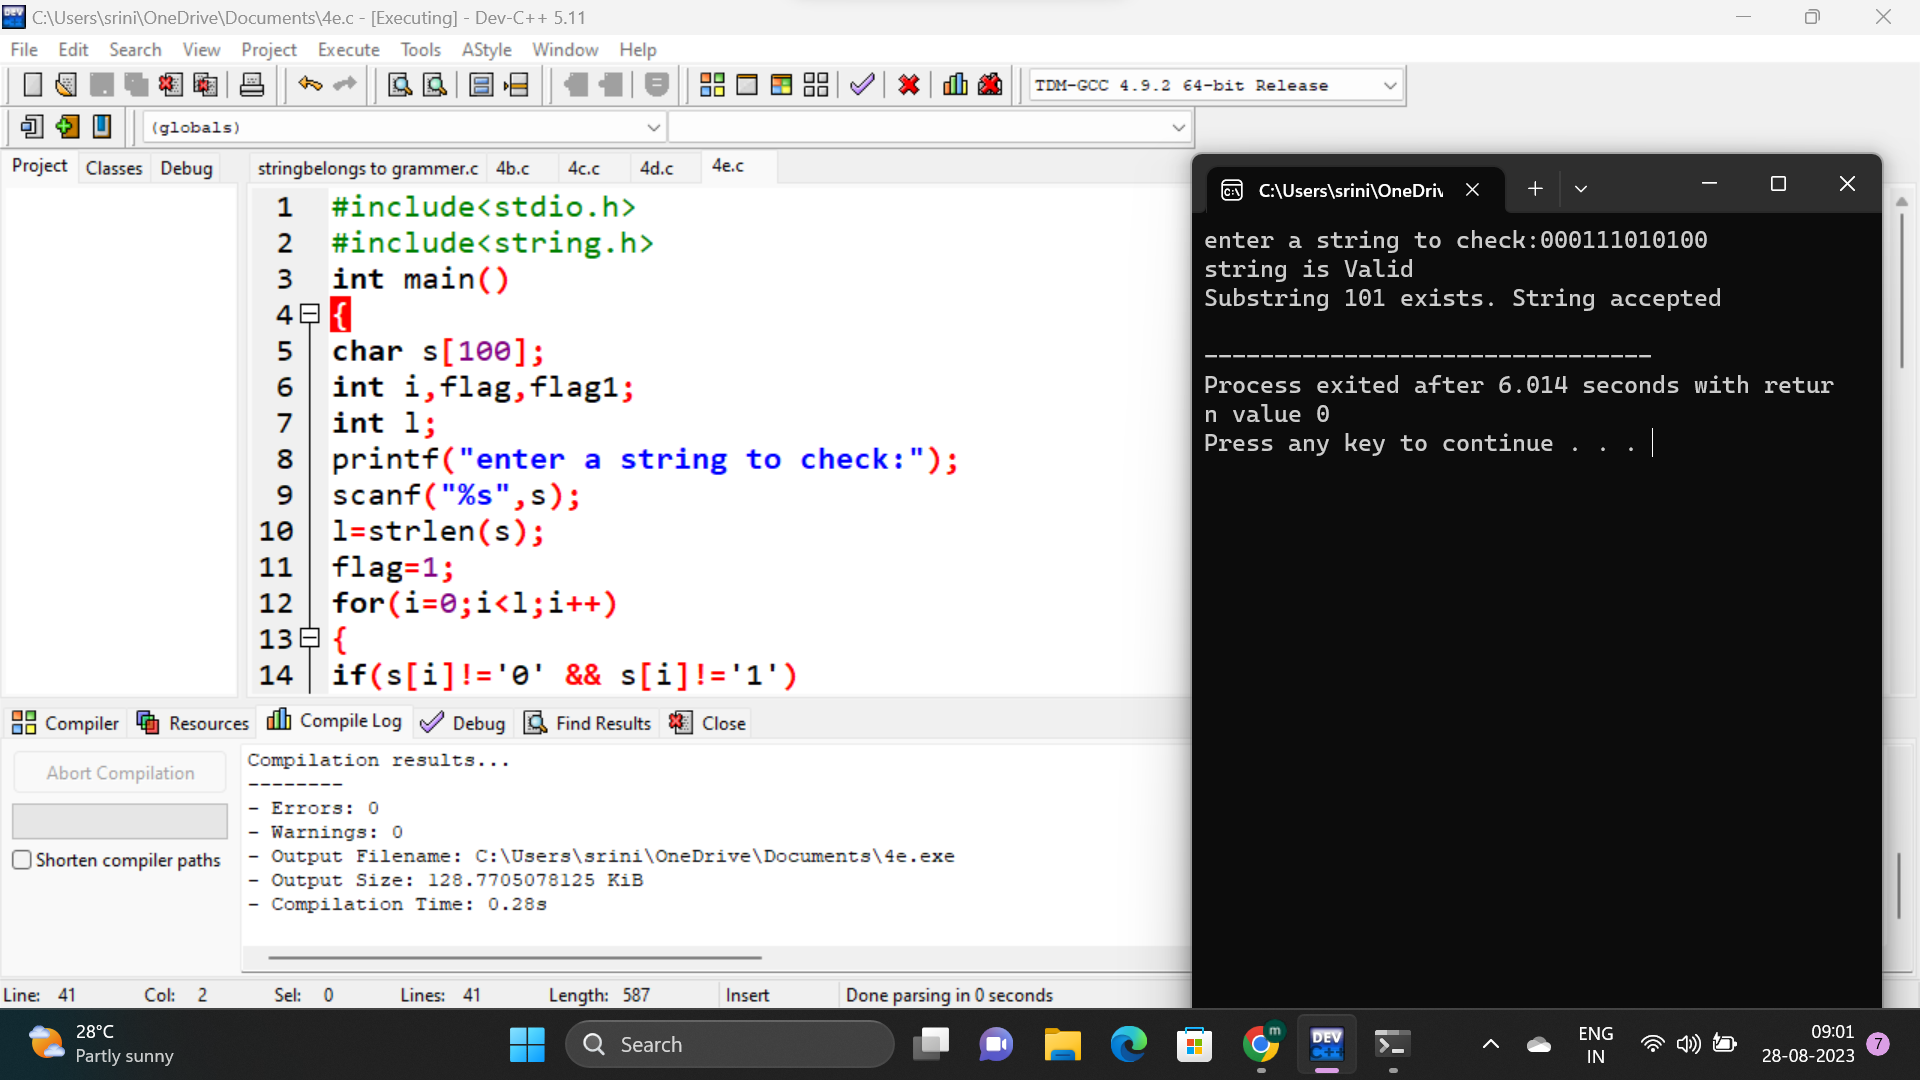 C:\Users\srini\OneDrive\Documents\4e.c - [Executing] - Dev-C++ 5.11
File Edit Search View Project Execute Tools AStyle Window Help
TDM-GCC 4.9.2 64-bit Release
(globals)
Project Classes Debug
stringbelongs to grammer.c 4b.c 4c.c 4d.c 4e.c
1 #include<stdio.h>
2 #include<string.h>
3 int main()
4 {
5 char s[100];
6 int i,flag,flag1;
7 int l;
8 printf("enter a string to check:");
9 scanf("%s",s);
10 l=strlen(s);
11 flag=1;
12 for(i=0;i<l;i++)
13 {
14 if(s[i]!='0' && s[i]!='1')
C:\Users\srini\OneDriv
enter a string to check:000111010100
string is Valid
Substring 101 exists. String accepted
--------------------------------
Process exited after 6.014 seconds with retur
n value 0
Press any key to continue . . .
Compiler Resources Compile Log Debug Find Results Close
Abort Compilation
Shorten compiler paths
Compilation results...
--------
- Errors: 0
- Warnings: 0
- Output Filename: C:\Users\srini\OneDrive\Documents\4e.exe
- Output Size: 128.7705078125 KiB
- Compilation Time: 0.28s
Line: 41 Col: 2 Sel: 0 Lines: 41 Length: 587 Insert Done parsing in 0 seconds
28°C
Partly sunny
Search
m
DEV
C++
ENG
IN
09:01
28-08-2023
7